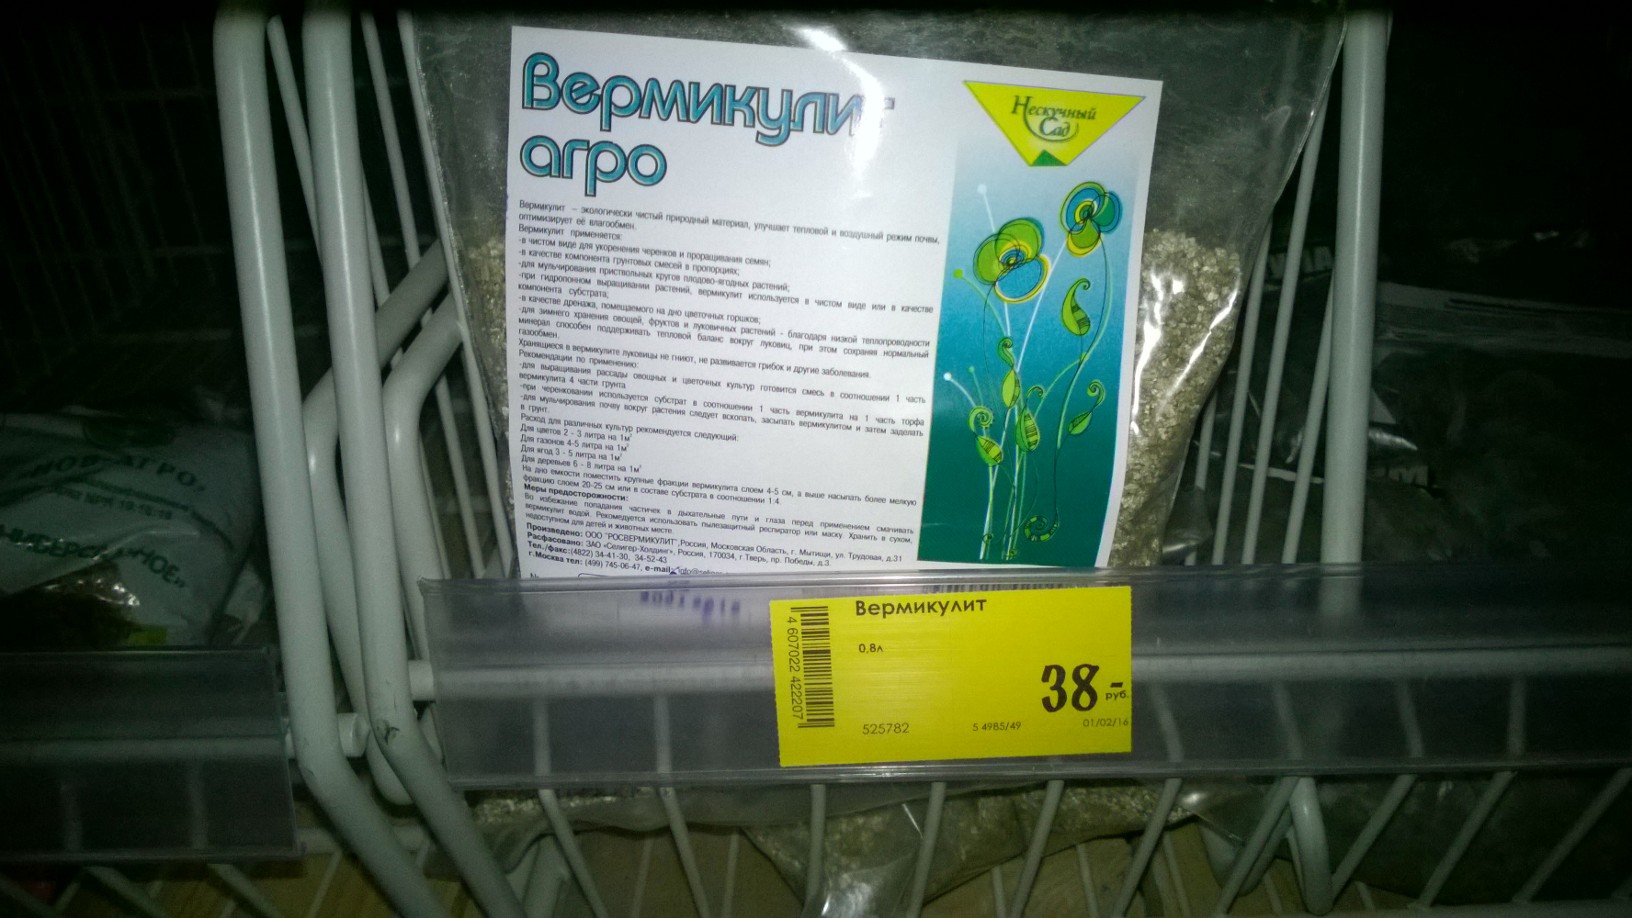 Вермикулит
агро
Нескучный
Сад
Вермикулит – экологически чистый природный материал, улучшает тепловой и воздушный режим почвы,
оптимизирует её влагообмен.
Вермикулит применяется:
-в чистом виде для укоренения черенков и проращивания семян;
-в качестве компонента грунтовых смесей в пропорциях;
-для мульчирования приствольных кругов плодово-ягодных растений;
-при гидропонном выращивании растений, вермикулит используется в чистом виде или в качестве
компонента субстрата;
-в качестве дренажа, помещаемого на дно цветочных горшков;
-для зимнего хранения овощей, фруктов и луковичных растений - благодаря низкой теплопроводности
минерал способен поддерживать тепловой баланс вокруг луковиц, при этом сохраняя нормальный
газообмен.
Хранящиеся в вермикулите луковицы не гниют, не развивается грибок и другие заболевания.
Рекомендации по применению:
-для выращивания рассады овощных и цветочных культур готовится смесь в соотношении 1 часть
вермикулита 4 части грунта
-при черенковании используется субстрат в соотношении 1 часть вермикулита на 1 часть торфа
-для мульчирования почву вокруг растения следует вскопать, засыпать вермикулитом и затем заделать
в грунт.
Расход для различных культур рекомендуется следующий:
Для цветов 2 - 3 литра на 1м²
Для газонов 4-5 литра на 1м²
Для ягод 3 - 5 литра на 1м²
Для деревьев 6 - 8 литра на 1м²
На дно емкости поместить крупные фракции вермикулита слоем 4-5 см, а выше насыпать более мелкую
фракцию слоем 20-25 см или в составе субстрата в соотношении 1:4.
Меры предосторожности:
Во избежание попадания частичек в дыхательные пути и глаза перед применением смачивать
вермикулит водой. Рекомедуется использовать пылезащитный респиратор или маску. Хранить в сухом,
недоступном для детей и животных месте.
Произведено: ООО "РОСВЕРМИКУЛИТ",Россия, Московская Область, г. Мытищи, ул. Трудовая, д.31
Расфасовано: ЗАО «Селигер-Холдинг», Россия, 170034, г.Тверь, пр. Победы, д.3.
Тел./факс:(4822) 34-41-30, 34-52-43
г.Москва тел: (499) 745-06-47, e-mail:
Вермикулит
0,8л
38-
руб.
4 607022 422207
525782 5 4985/49 01/02/16